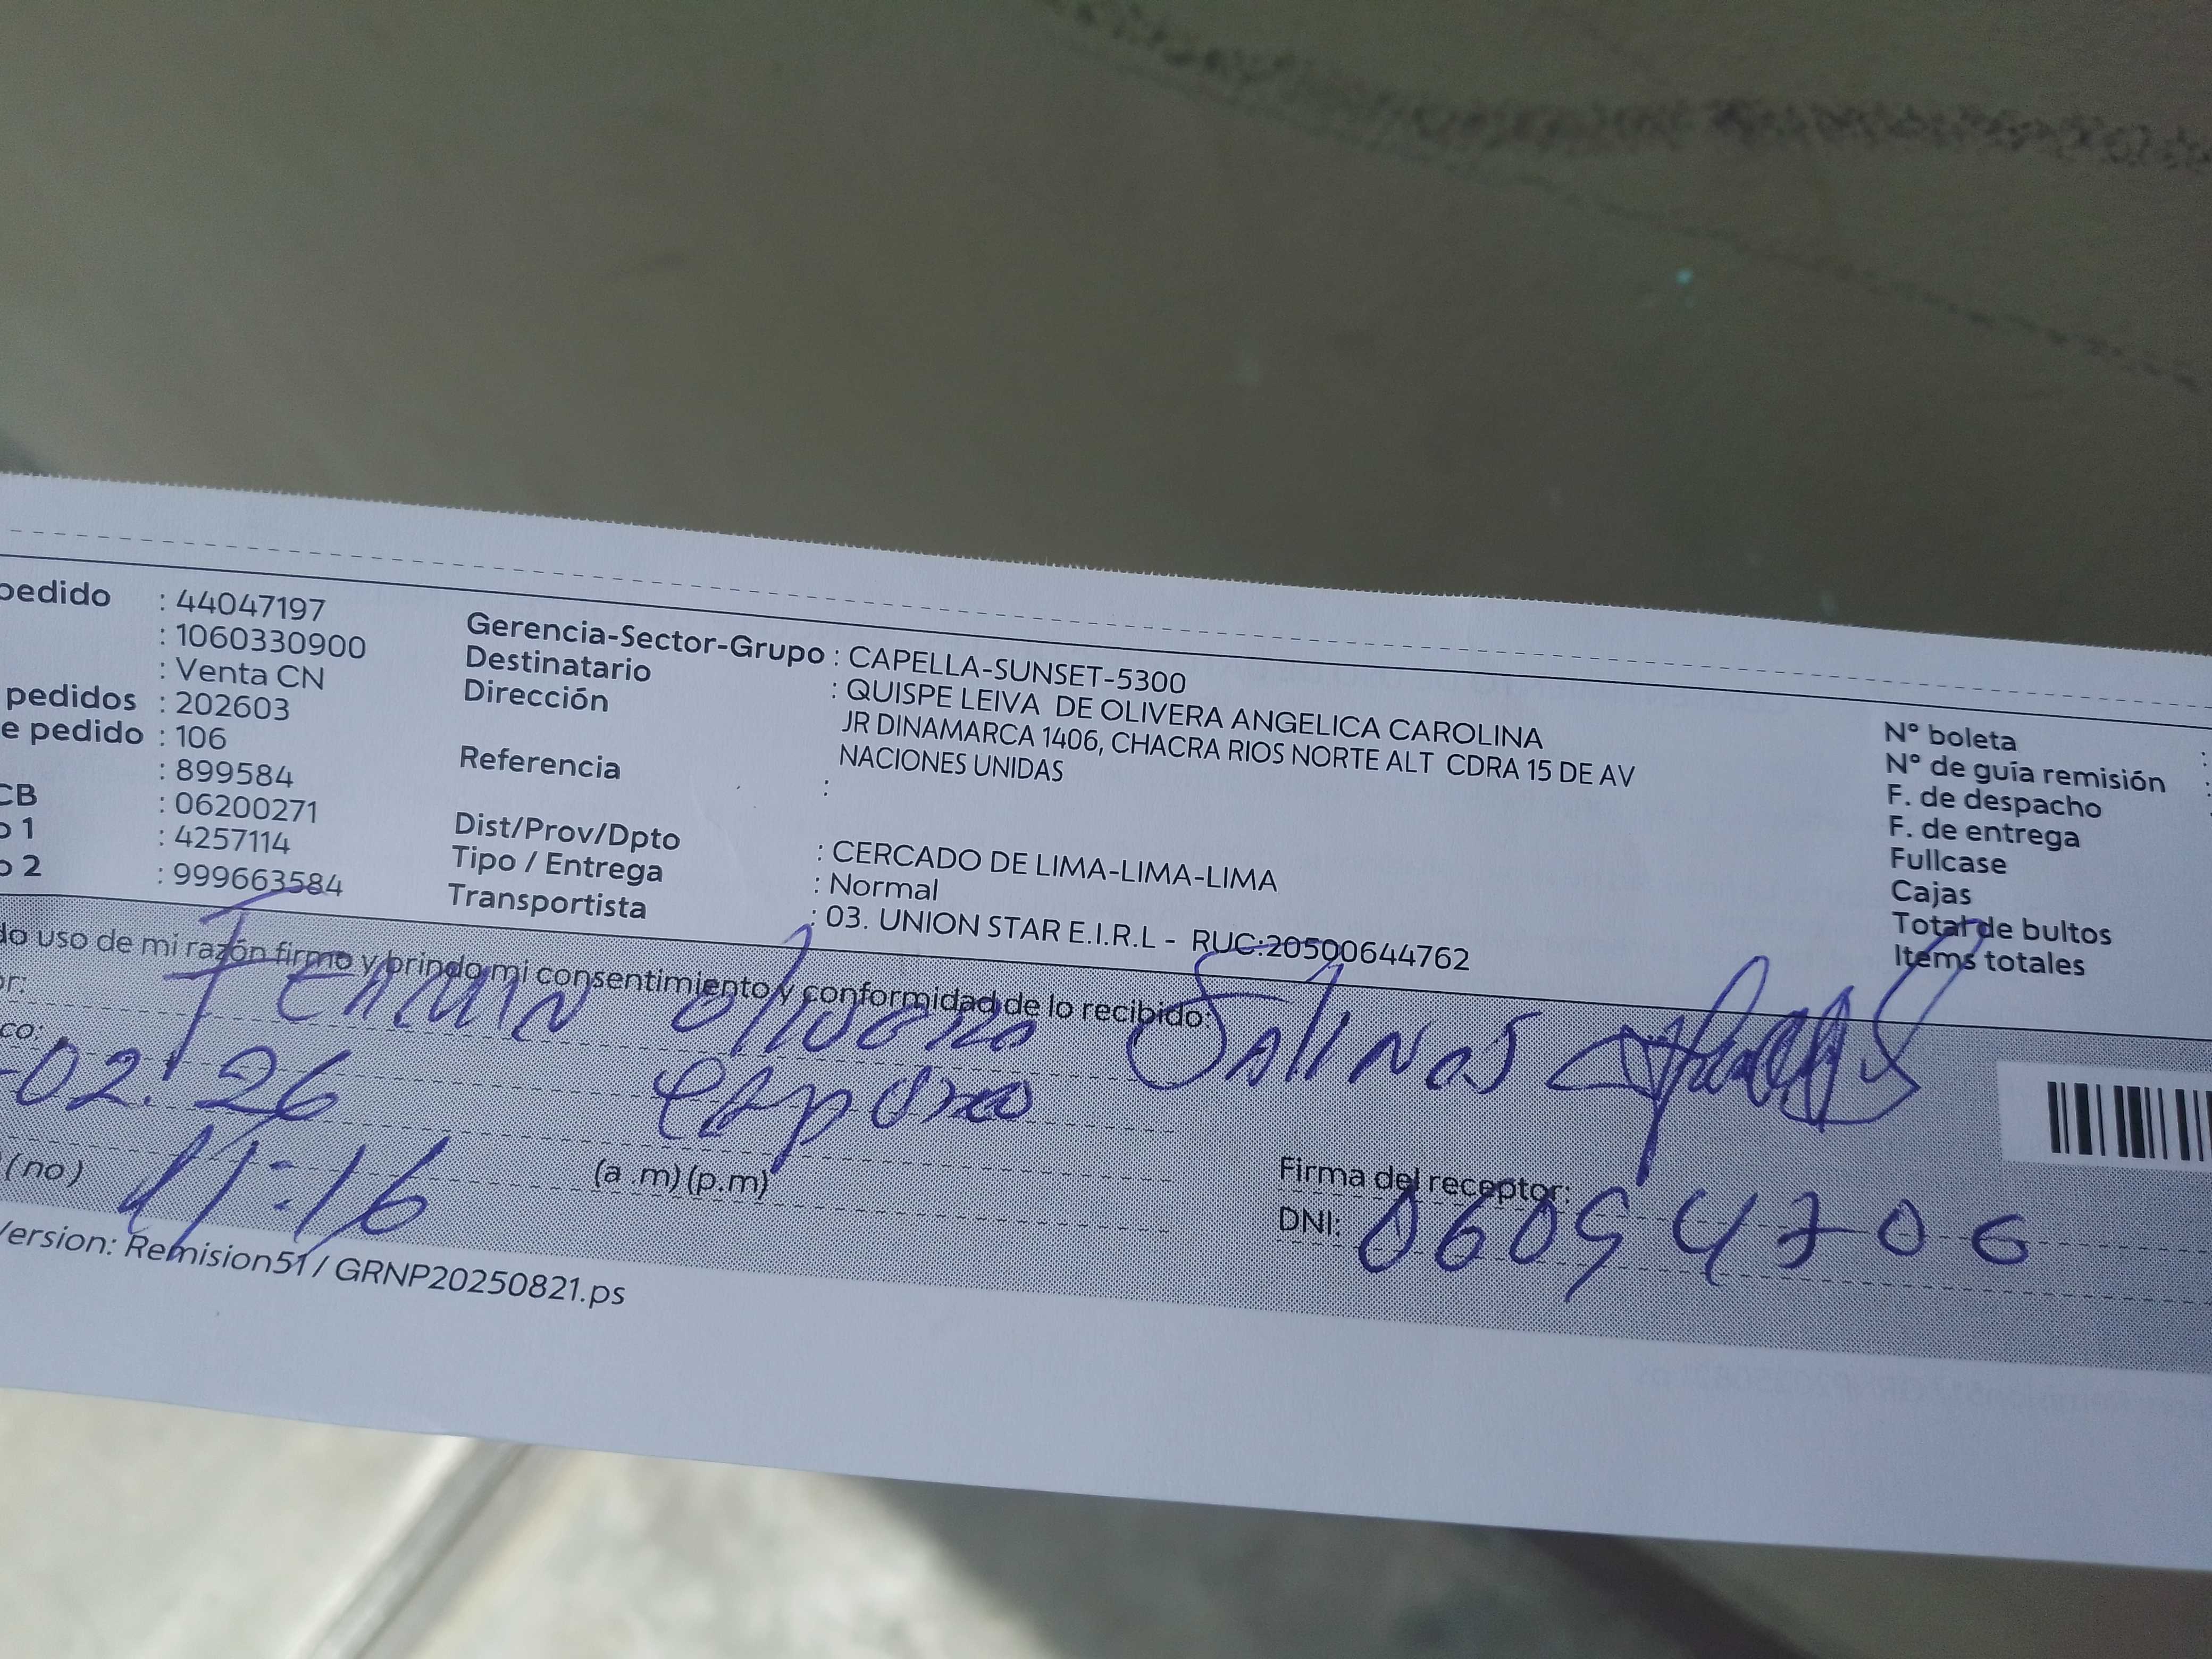 pedido : 44047197
: 1060330900
: Venta CN
pedidos : 202603
e pedido : 106
: 899584
CB : 06200271
o 1 : 4257114
o 2 : 999663584
Gerencia-Sector-Grupo : CAPELLA-SUNSET-5300
Destinatario : QUISPE LEIVA DE OLIVERA ANGELICA CAROLINA
Dirección JR DINAMARCA 1406, CHACRA RIOS NORTE ALT CDRA 15 DE AV
NACIONES UNIDAS
Referencia :
Dist/Prov/Dpto : CERCADO DE LIMA-LIMA-LIMA
Tipo / Entrega : Normal
Transportista : 03. UNION STAR E.I.R.L - RUC:20500644762
N° boleta :
N° de guía remisión :
F. de despacho
F. de entrega
Fullcase
Cajas
Total de bultos
Items totales
do uso de mi razón firmo y brindo mi consentimiento y conformidad de lo recibido:
or: Fermin Olivera Salinas
co: esposo
-02.26
(no) 11:16 (a .m) (p.m)
Firma del receptor:
DNI: 06094706
Version: Remision51 / GRNP20250821.ps